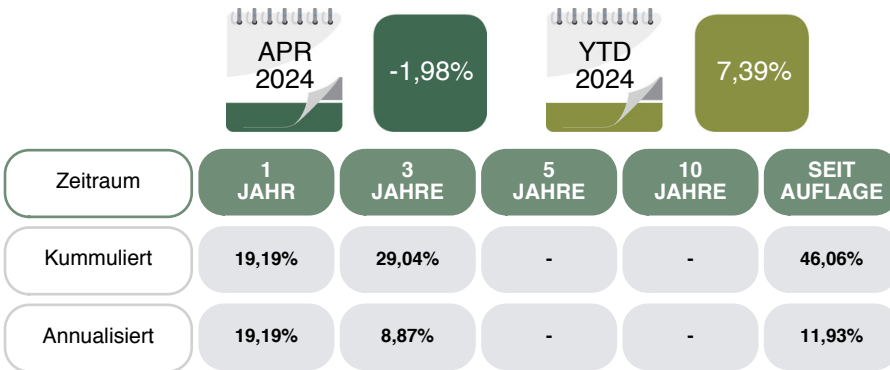 APR
2024
-1,98%
YTD
2024
7,39%
Zeitraum
1
JAHR
3
JAHRE
5
JAHRE
10
JAHRE
SEIT
AUFLAGE
Kummuliert
19,19%
29,04%
-
-
46,06%
Annualisiert
19,19%
8,87%
-
-
11,93%